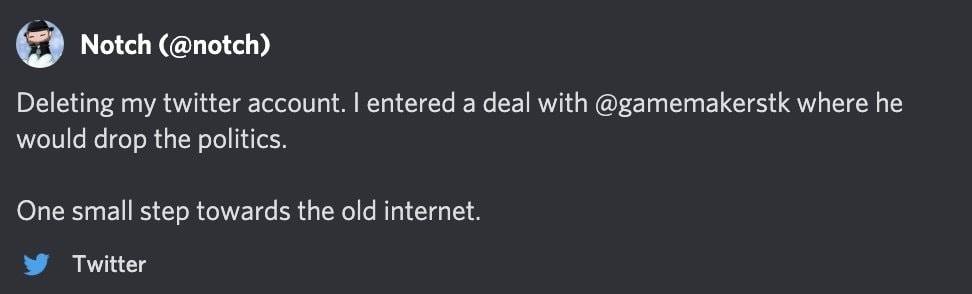 Notch (@notch)
Deleting my twitter account. I entered a deal with @gamemakerstk where he
would drop the politics.
One small step towards the old internet.
Twitter